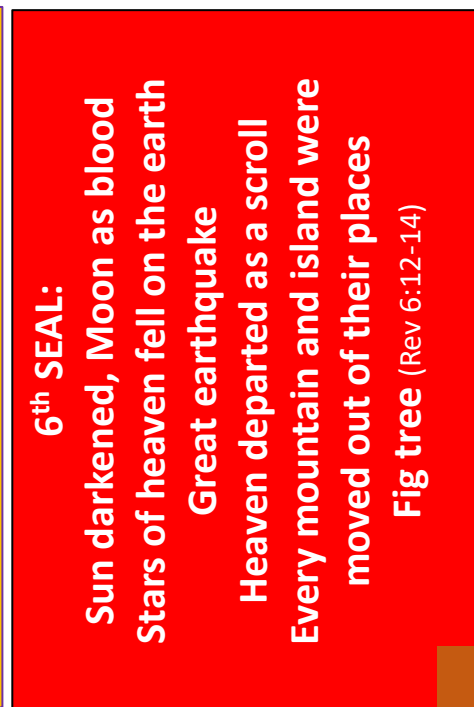 6th SEAL:
Sun darkened, Moon as blood
Stars of heaven fell on the earth
Great earthquake
Heaven departed as a scroll
Every mountain and island were
moved out of their places
Fig tree (Rev 6:12-14)